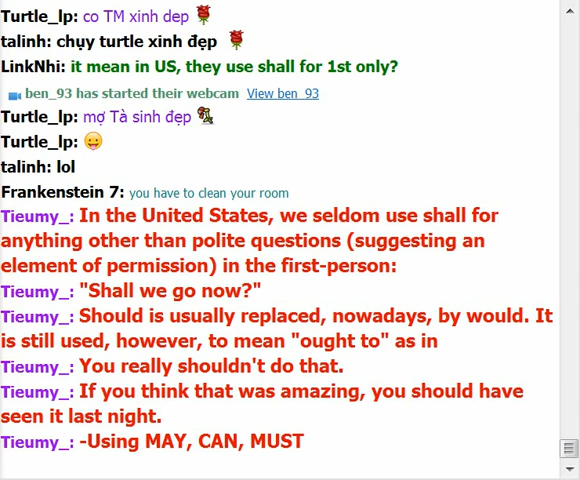 Turtle_lp: co TM xinh dep
talinh: chụy turtle xinh đẹp
LinkNhi: it mean in US, they use shall for 1st only?
ben_93 has started their webcam View ben_93
Turtle_lp: mợ Tà sinh đẹp
Turtle_lp:
talinh: lol
Frankenstein 7: you have to clean your room
Tieumy_: In the United States, we seldom use shall for
anything other than polite questions (suggesting an
element of permission) in the first-person:
Tieumy_: "Shall we go now?"
Tieumy_: Should is usually replaced, nowadays, by would. It
is still used, however, to mean "ought to" as in
Tieumy_: You really shouldn't do that.
Tieumy_: If you think that was amazing, you should have
seen it last night.
Tieumy_: -Using MAY, CAN, MUST